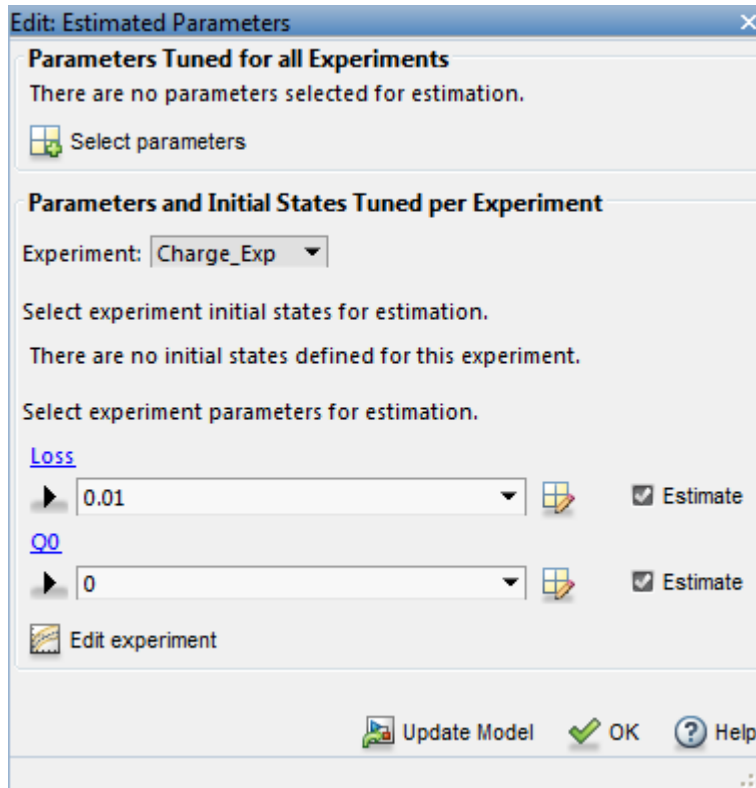 Edit: Estimated Parameters
Parameters Tuned for all Experiments
There are no parameters selected for estimation.
Select parameters
Parameters and Initial States Tuned per Experiment
Experiment: Charge_Exp
Select experiment initial states for estimation.
There are no initial states defined for this experiment.
Select experiment parameters for estimation.
Loss
0.01 Estimate
Q0
0 Estimate
Edit experiment
Update Model OK Help